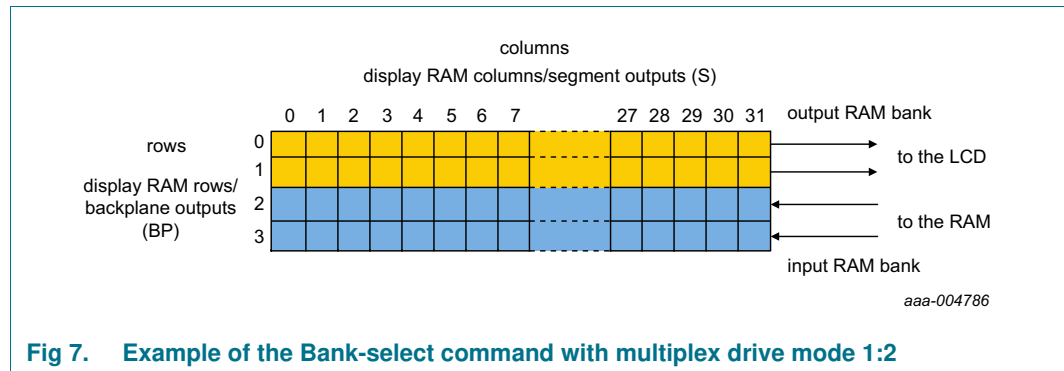 columns
display RAM columns/segment outputs (S)
0 1 2 3 4 5 6 7 27 28 29 30 31 output RAM bank
rows
0
to the LCD
1
display RAM rows/
backplane outputs
(BP)
2
to the RAM
3
input RAM bank
aaa-004786
Fig 7. Example of the Bank-select command with multiplex drive mode 1:2